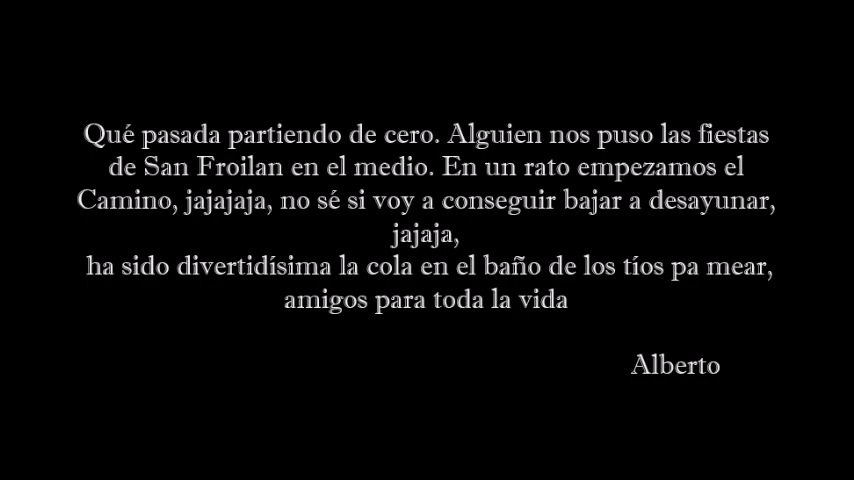 Qué pasada partiendo de cero. Alguien nos puso las fiestas
de San Froilan en el medio. En un rato empezamos el
Camino, jajajaja, no sé si voy a conseguir bajar a desayunar,
jajaja,
ha sido divertidísima la cola en el baño de los tíos pa mear,
amigos para toda la vida
Alberto